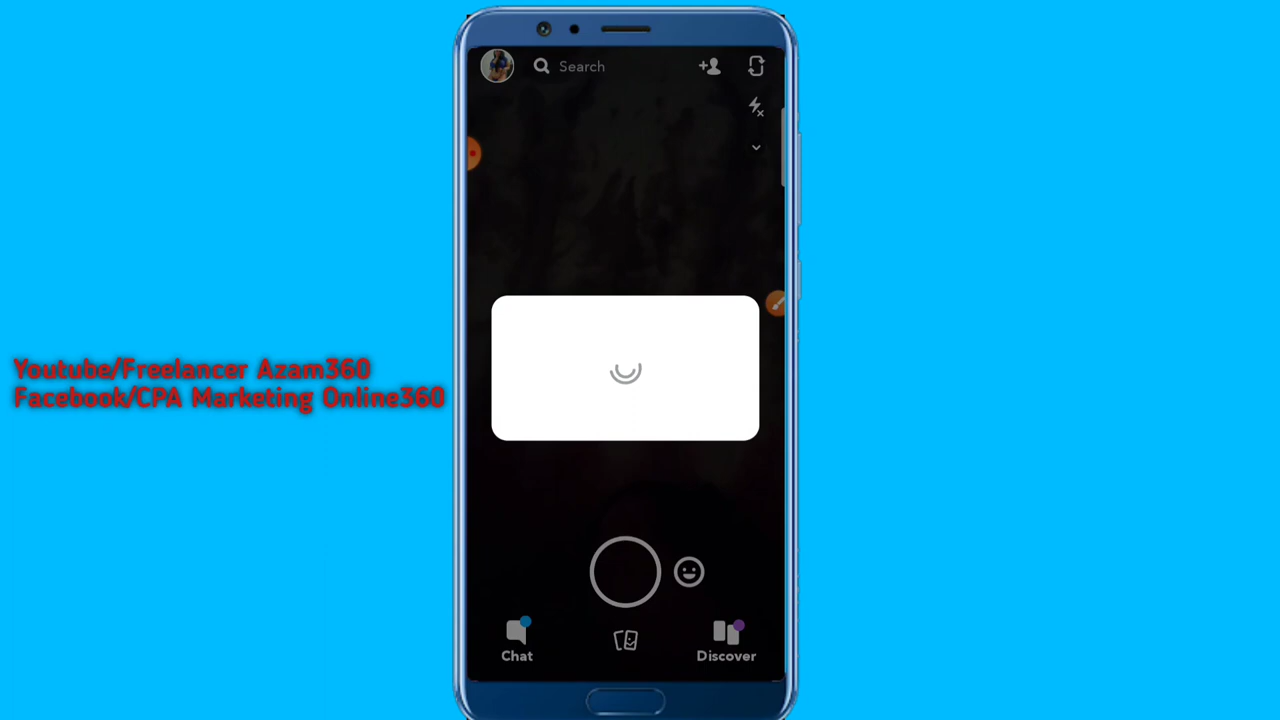 Search
Youtube/Freelancer Azam360
Facebook/CPA Marketing Online360
Chat
Discover